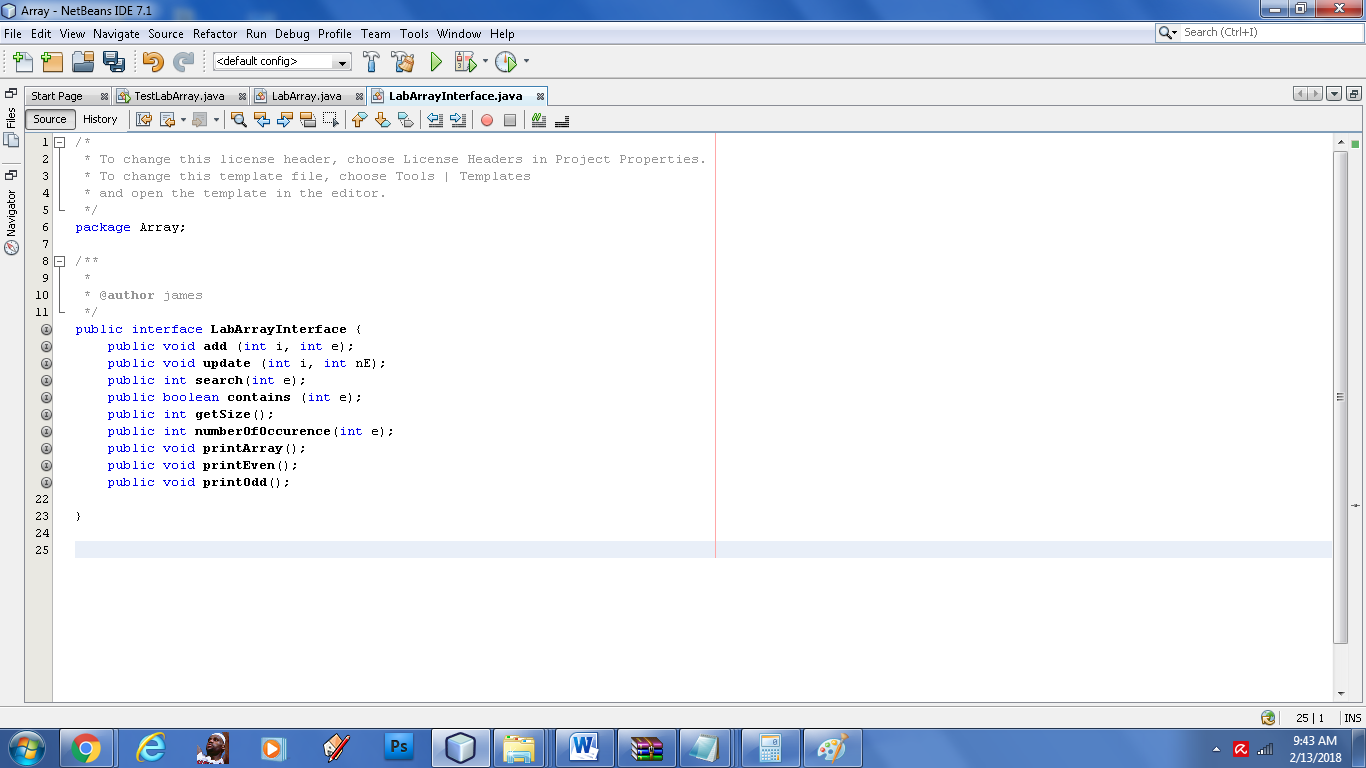 Array - NetBeans IDE 7.1
File Edit View Navigate Source Refactor Run Debug Profile Team Tools Window Help
Search (Ctrl+I)
<default config>
Start Page TestLabArray.java LabArray.java LabArrayInterface.java
Source History
Files
Navigator
1 /*
2 * To change this license header, choose License Headers in Project Properties.
3 * To change this template file, choose Tools | Templates
4 * and open the template in the editor.
5 */
6 package Array;
7
8 /**
9 *
10 * @author james
11 */
public interface LabArrayInterface {
public void add (int i, int e);
public void update (int i, int nE);
public int search(int e);
public boolean contains (int e);
public int getSize();
public int numberOfOccurence(int e);
public void printArray();
public void printEven();
public void printOdd();
22
23 }
24
25
25 | 1 INS
Ps
W
9:43 AM
2/13/2018